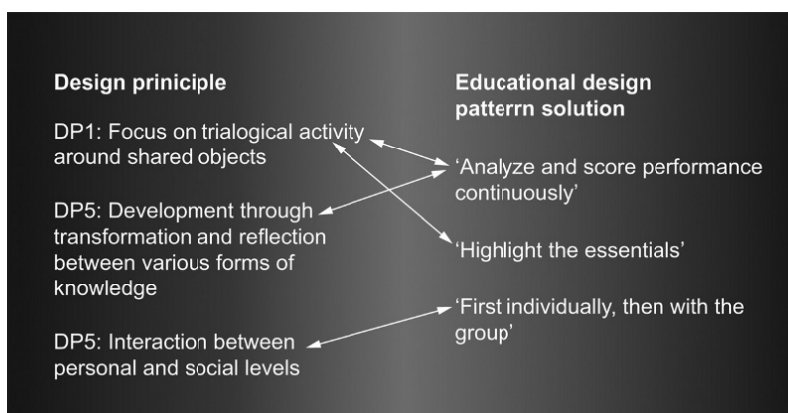 Design priniciple
DP1: Focus on trialogical activity
around shared objects
DP5: Development through
transformation and reflection
between various forms of
knowledge
DP5: Interaction between
personal and social levels
Educational design
patterrn solution
‘Analyze and score performance
continuously’
‘Highlight the essentials’
‘First individually, then with the
group’